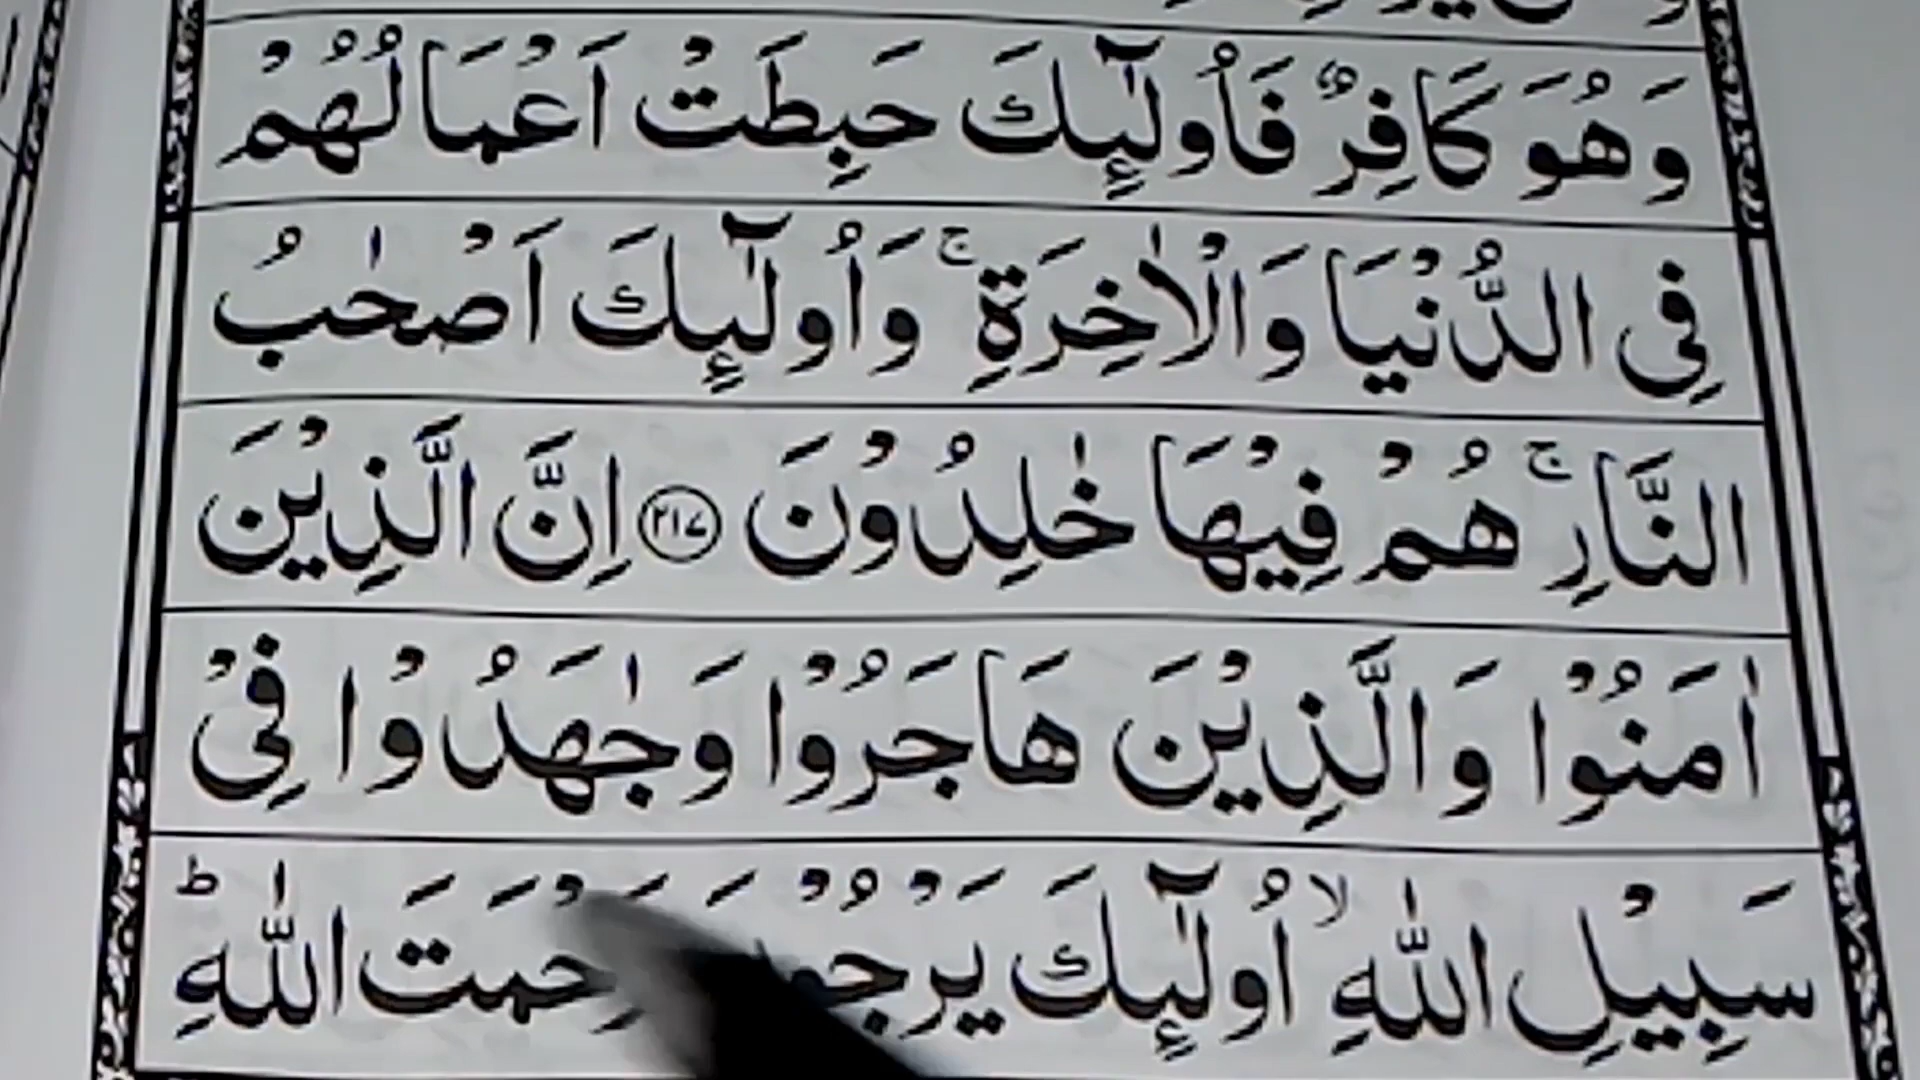 وَهُوَ كَافِرٌ فَاُولٰٓئِكَ حَبِطَتْ اَعْمَالُهُمْ
فِی الدُّنْیَا وَالْاٰخِرَةِ ۚ وَاُولٰٓئِكَ اَصْحٰبُ
النَّارِ ۚ هُمْ فِیْهَا خٰلِدُوْنَ ﴿۲۱۷﴾ اِنَّ الَّذِیْنَ
اٰمَنُوْا وَالَّذِیْنَ هَاجَرُوْا وَجٰهَدُوْا فِیْ
سَبِیْلِ اللّٰهِ ۙ اُولٰٓئِكَ اللّٰهِ ؕ